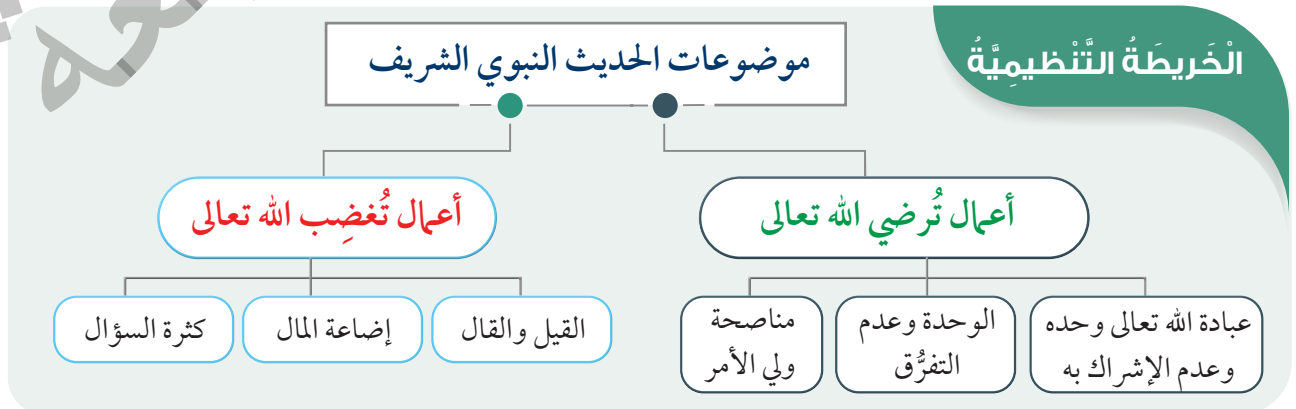 الْخَريطَةُ التَّنْظيمِيَّةُ
موضوعات الحديث النبوي الشريف
أعمال تُرضي الله تعالى
أعمال تُغضِب الله تعالى
عبادة الله تعالى وحده
وعدم الإشراك به
الوحدة وعدم
التفرُّق
مناصحة
ولي الأمر
القيل والقال
إضاعة المال
كثرة السؤال